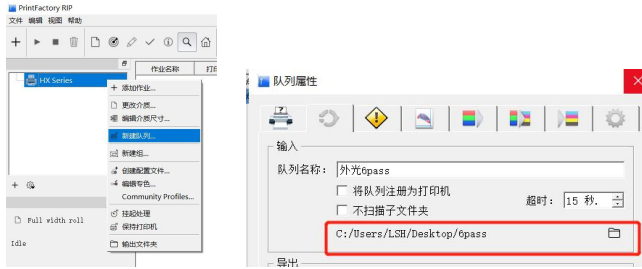 PrintFactory RIP
文件 编辑 视图 帮助
作业名称
HX Series
添加作业...
更改介质...
编辑介质尺寸...
新建队列...
新建组...
创建配置文件...
编辑专色...
Community Profiles...
挂起处理
保持打印机
输出文件夹
Full width roll
Idle
队列属性
输入
队列名称： 外光6pass
将队列注册为打印机
不扫描子文件夹
超时： 15 秒.
C:/Users/LSH/Desktop/6pass
导出